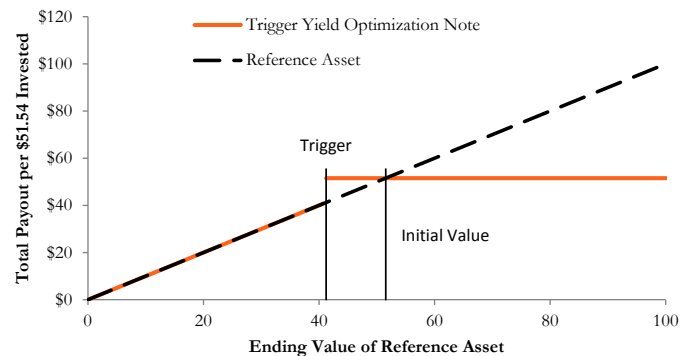 $120
$100
$80
$60
$40
$20
$0
Total Payout per $51.54 Invested
Trigger Yield Optimization Note
Reference Asset
Trigger
Initial Value
0
20
40
60
80
100
Ending Value of Reference Asset